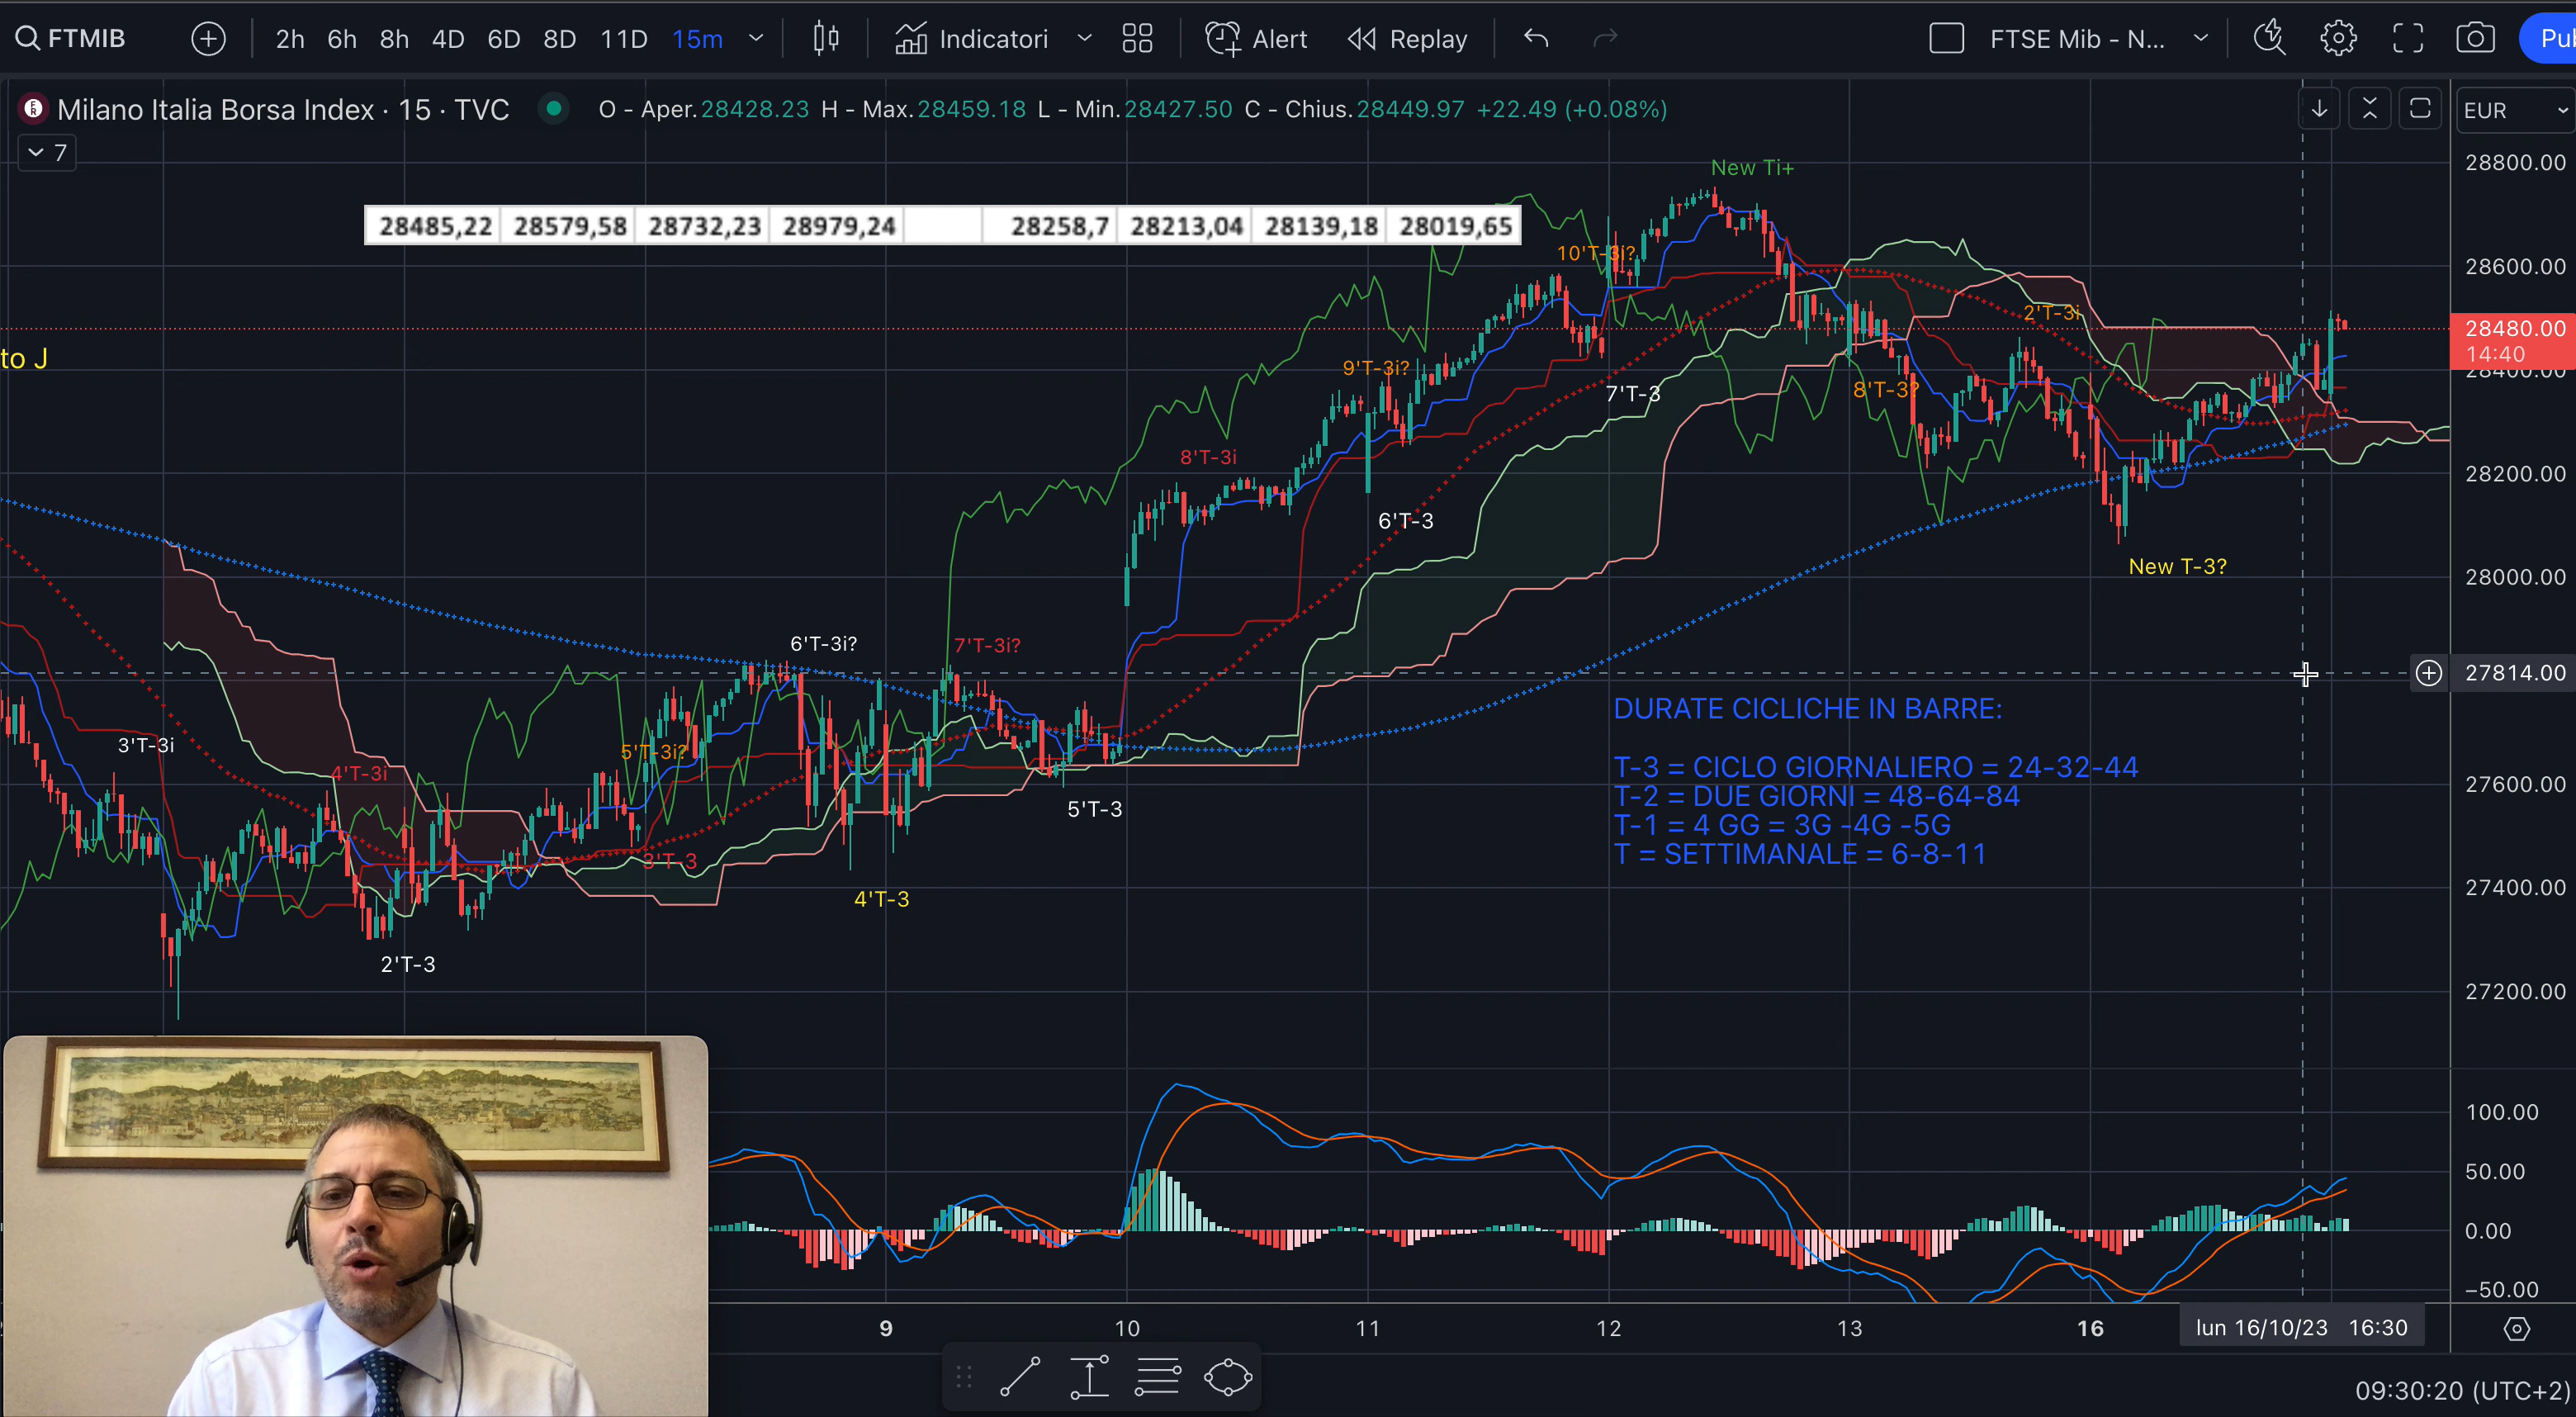 FTMIB
2h 6h 8h 4D 6D 8D 11D 15m
Indicatori
Alert
Replay
FTSE Mib - N...
Pub
Milano Italia Borsa Index · 15 · TVC
O - Aper.28428.23 H - Max.28459.18 L - Min.28427.50 C - Chius.28449.97 +22.49 (+0.08%)
EUR
7
28800.00
New Ti+
28485,22 28579,58 28732,23 28979,24 28258,7 28213,04 28139,18 28019,65
10'T-3i?
28600.00
2'T-3i
28480.00
14:40
to J
28400.00
9'T-3i?
7'T-3
8'T-3?
8'T-3i
28200.00
6'T-3
New T-3?
28000.00
6'T-3i?
7'T-3i?
27814.00
DURATE CICLICHE IN BARRE:
3'T-3i
5'T-3i?
4'T-3i
T-3 = CICLO GIORNALIERO = 24-32-44
27600.00
T-2 = DUE GIORNI = 48-64-84
5'T-3
T-1 = 4 GG = 3G -4G -5G
T = SETTIMANALE = 6-8-11
3'T-3
27400.00
4'T-3
2'T-3
27200.00
100.00
50.00
0.00
−50.00
9 10 11 12 13 16
lun 16/10/23 16:30
09:30:20 (UTC+2)